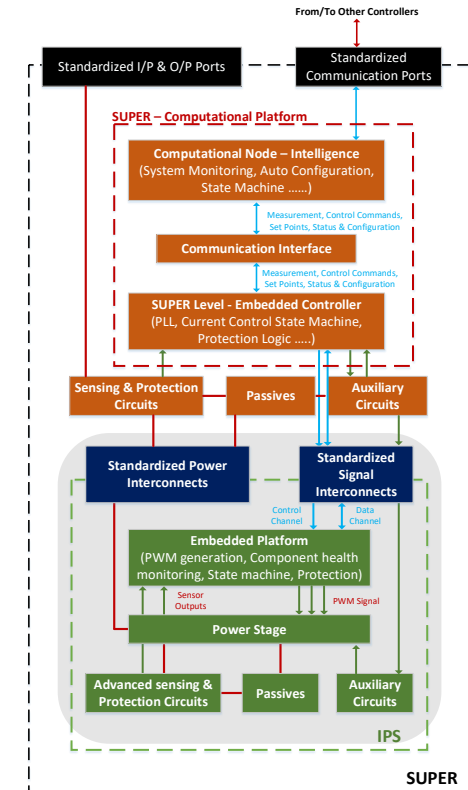 From/To Other Controllers
Standardized I/P & O/P Ports
Standardized
Communication Ports
SUPER – Computational Platform
Computational Node – Intelligence
(System Monitoring, Auto Configuration,
State Machine ……)
Measurement, Control Commands,
Set Points, Status & Configuration
Communication Interface
Measurement, Control Commands,
Set Points, Status & Configuration
SUPER Level - Embedded Controller
(PLL, Current Control State Machine,
Protection Logic …..)
Sensing & Protection
Circuits
Passives
Auxiliary
Circuits
Standardized Power
Interconnects
Standardized
Signal
Interconnects
Control
Channel
Data
Channel
Embedded Platform
(PWM generation, Component health
monitoring, State machine, Protection)
Sensor
Outputs
PWM Signal
Power Stage
Advanced sensing &
Protection Circuits
Passives
Auxiliary
Circuits
IPS
SUPER